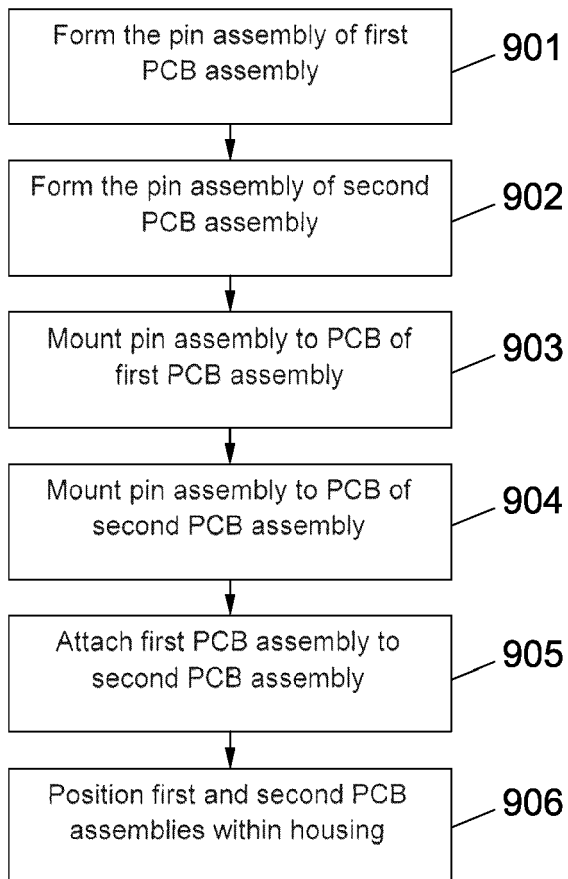 Form the pin assembly of first
PCB assembly
901
Form the pin assembly of second
PCB assembly
902
Mount pin assembly to PCB of
first PCB assembly
903
Mount pin assembly to PCB of
second PCB assembly
904
Attach first PCB assembly to
second PCB assembly
905
Position first and second PCB
assemblies within housing
906